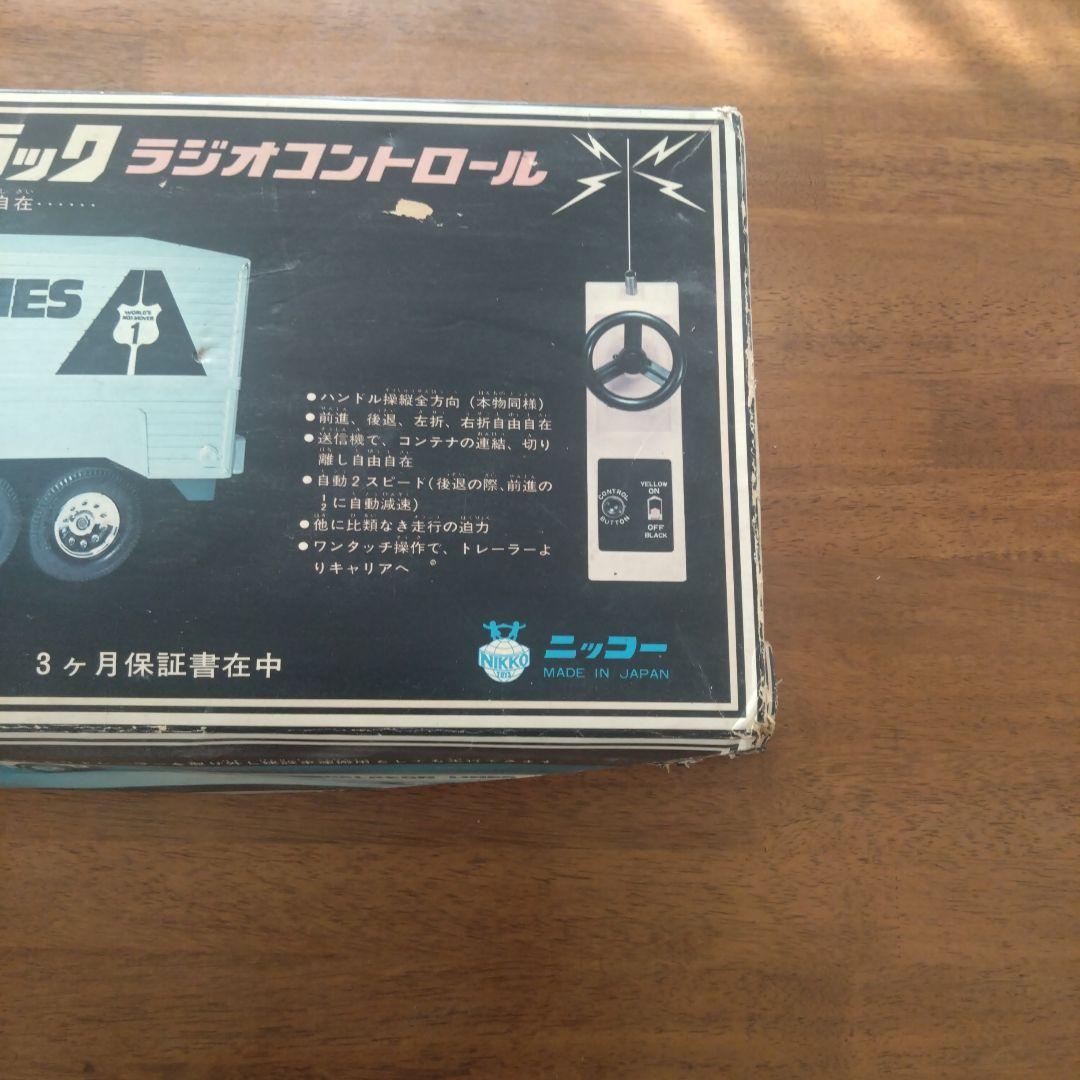 ラック ラジオコントロール
自在‥‥‥
NES
WORLD'S
NO.1 MOVER
1
●ハンドル操縦全方向(本物同様)
●前進、後退、左折、右折自由自在
●送信機で、コンテナの連結、切り
離し自由自在
●自動2スピード(後退の際、前進の
1/2に自動減速)
●他に比類なき走行の迫力
●ワンタッチ操作で、トレーラーよ
りキャリアへ
CONTROL
BUTTON
YELLOW
ON
OFF
BLACK
3ヶ月保証書在中
NIKKO
ニッコー
MADE IN JAPAN